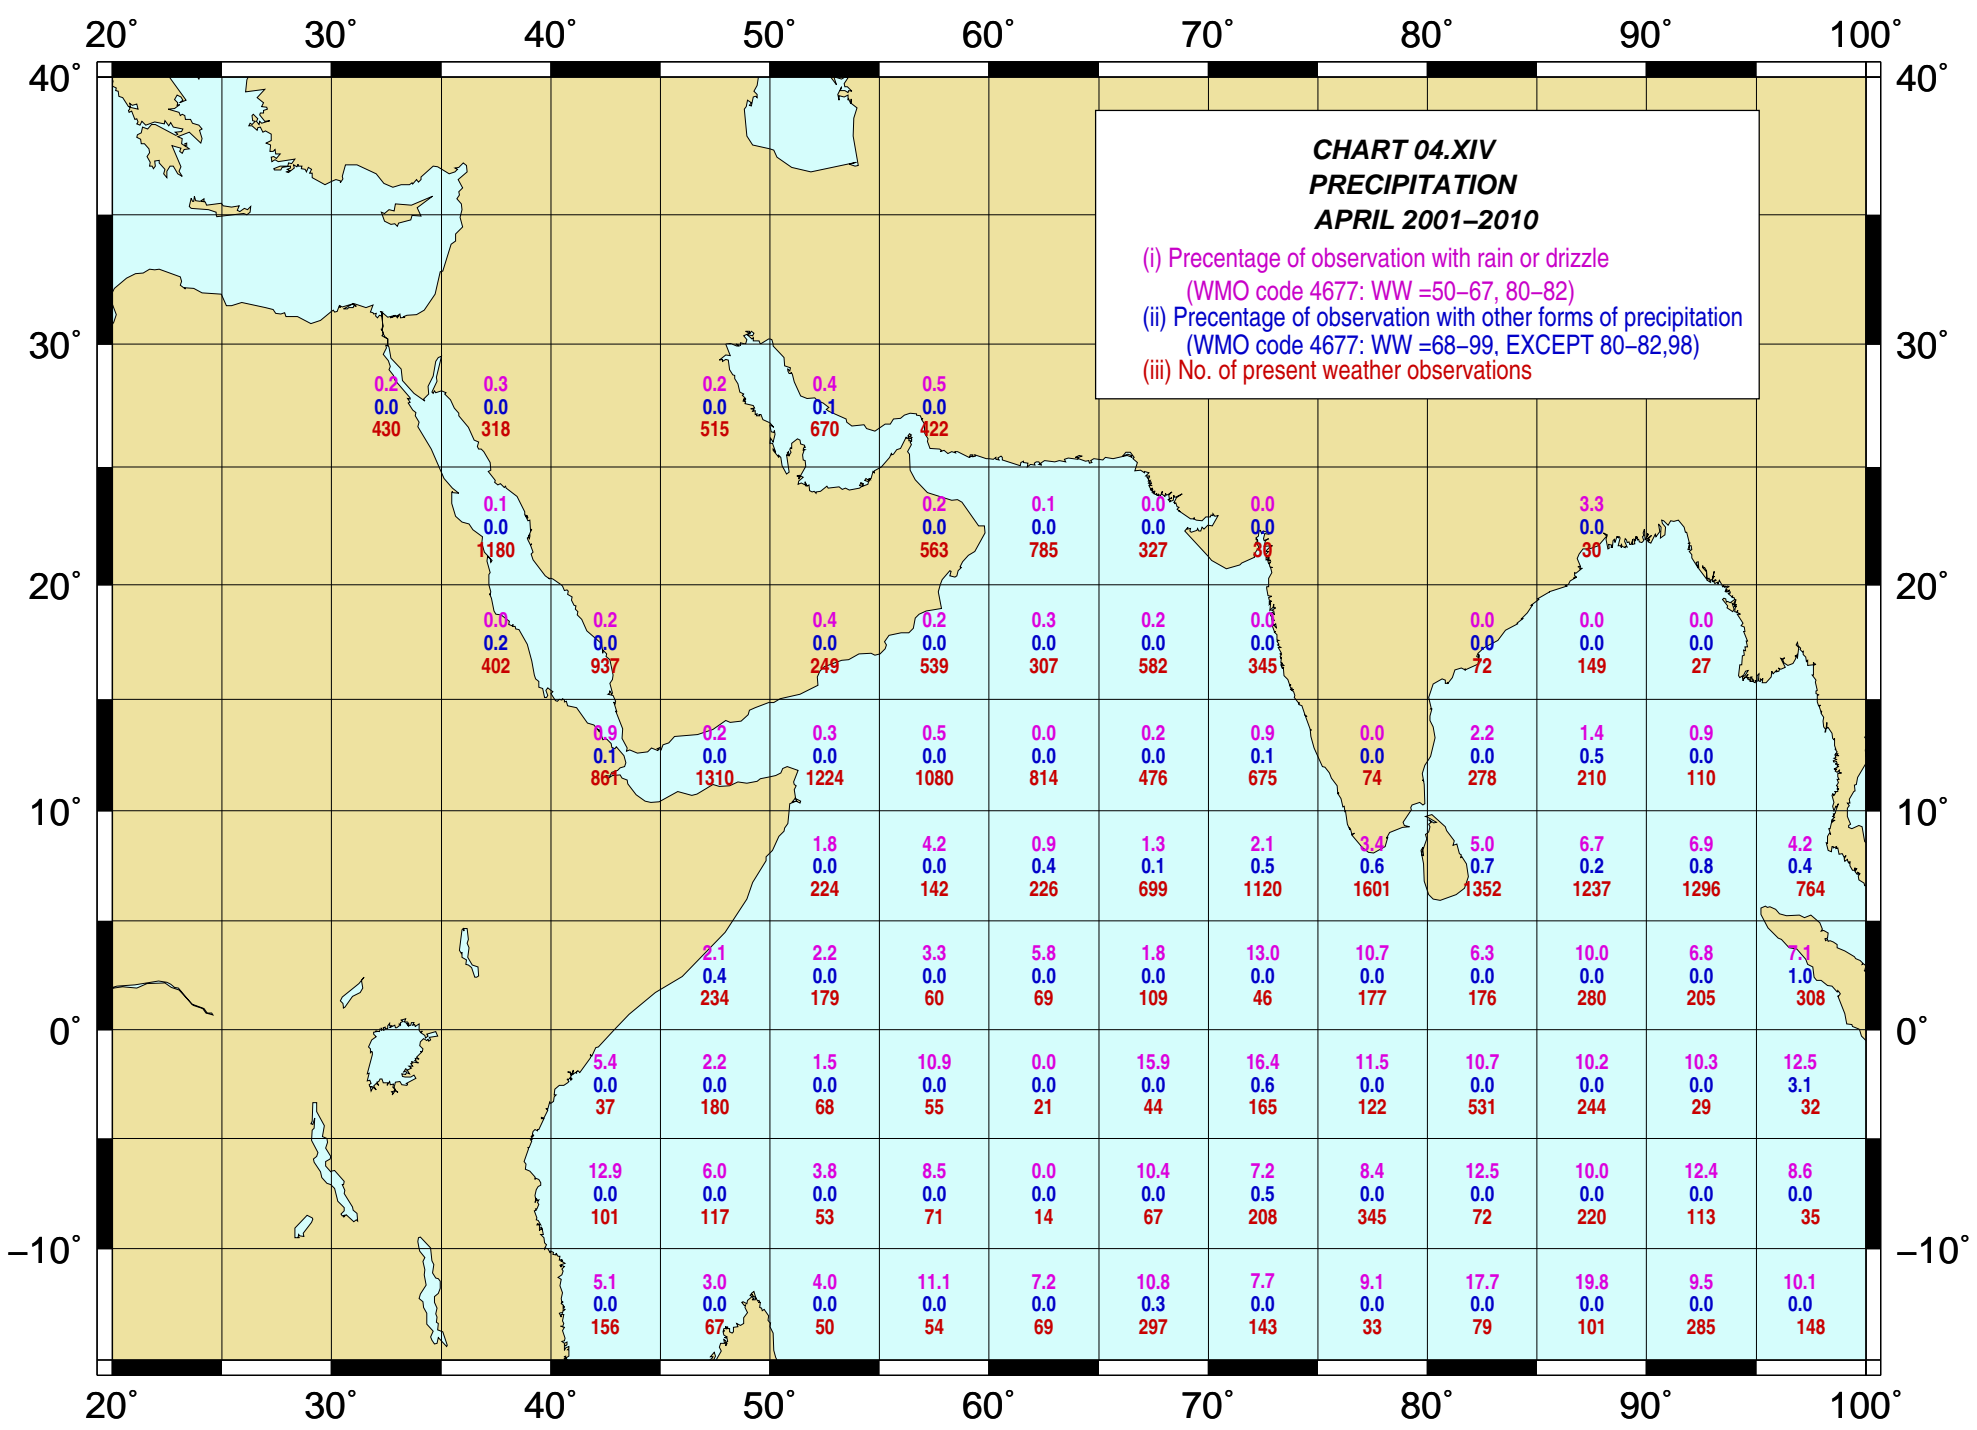 20° 30° 40° 50° 60° 70° 80° 90° 100°
40° 40°
CHART 04.XIV
PRECIPITATION
APRIL 2001–2010
(i) Precentage of observation with rain or drizzle
(WMO code 4677: WW =50–67, 80–82)
(ii) Precentage of observation with other forms of precipitation
(WMO code 4677: WW =68–99, EXCEPT 80–82,98)
(iii) No. of present weather observations
30° 30°
0.2 0.3 0.2 0.4 0.5
0.0 0.0 0.0 0.1 0.0
430 318 515 670 422
0.1 0.2 0.1 0.0 0.0 3.3
0.0 0.0 0.0 0.0 0.0 0.0
1180 563 785 327 30 30
20° 20°
0.0 0.2 0.4 0.2 0.3 0.2 0.0 0.0 0.0 0.0
0.2 0.0 0.0 0.0 0.0 0.0 0.0 0.0 0.0 0.0
402 937 249 539 307 582 345 72 149 27
0.9 0.2 0.3 0.5 0.0 0.2 0.9 0.0 2.2 1.4 0.9
0.1 0.0 0.0 0.0 0.0 0.0 0.1 0.0 0.0 0.5 0.0
861 1310 1224 1080 814 476 675 74 278 210 110
10° 10°
1.8 4.2 0.9 1.3 2.1 3.4 5.0 6.7 6.9 4.2
0.0 0.0 0.4 0.1 0.5 0.6 0.7 0.2 0.8 0.4
224 142 226 699 1120 1601 1352 1237 1296 764
2.1 2.2 3.3 5.8 1.8 13.0 10.7 6.3 10.0 6.8 7.1
0.4 0.0 0.0 0.0 0.0 0.0 0.0 0.0 0.0 0.0 1.0
234 179 60 69 109 46 177 176 280 205 308
0° 0°
5.4 2.2 1.5 10.9 0.0 15.9 16.4 11.5 10.7 10.2 10.3 12.5
0.0 0.0 0.0 0.0 0.0 0.0 0.6 0.0 0.0 0.0 0.0 3.1
37 180 68 55 21 44 165 122 531 244 29 32
12.9 6.0 3.8 8.5 0.0 10.4 7.2 8.4 12.5 10.0 12.4 8.6
0.0 0.0 0.0 0.0 0.0 0.0 0.5 0.0 0.0 0.0 0.0 0.0
101 117 53 71 14 67 208 345 72 220 113 35
–10° –10°
5.1 3.0 4.0 11.1 7.2 10.8 7.7 9.1 17.7 19.8 9.5 10.1
0.0 0.0 0.0 0.0 0.0 0.3 0.0 0.0 0.0 0.0 0.0 0.0
156 67 50 54 69 297 143 33 79 101 285 148
20° 30° 40° 50° 60° 70° 80° 90° 100°